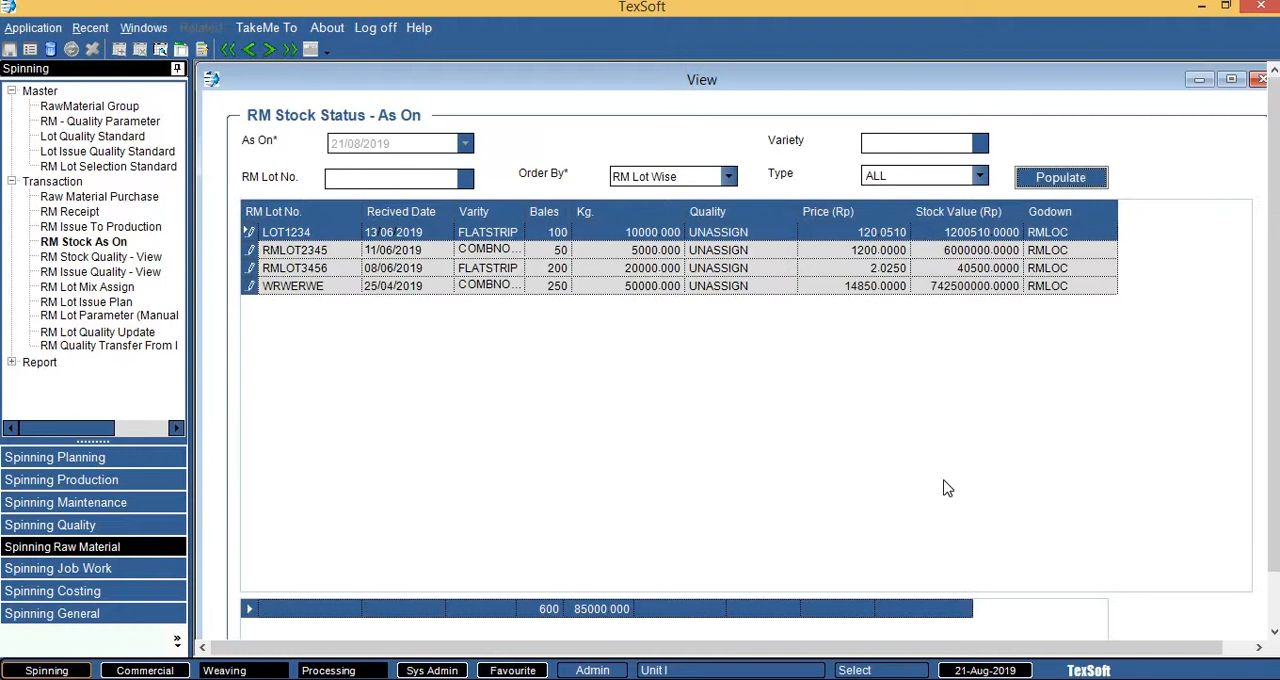 TexSoft
Application Recent Windows Related TakeMe To About Log off Help
Spinning
Master
RawMaterial Group
RM - Quality Parameter
Lot Quality Standard
Lot Issue Quality Standard
RM Lot Selection Standard
Transaction
Raw Material Purchase
RM Receipt
RM Issue To Production
RM Stock As On
RM Stock Quality - View
RM Issue Quality - View
RM Lot Mix Assign
RM Lot Issue Plan
RM Lot Parameter (Manual
RM Lot Quality Update
RM Quality Transfer From I
Report
Spinning Planning
Spinning Production
Spinning Maintenance
Spinning Quality
Spinning Raw Material
Spinning Job Work
Spinning Costing
Spinning General
View
RM Stock Status - As On
As On* 21/08/2019 Variety
RM Lot No. Order By* RM Lot Wise Type ALL Populate
RM Lot No. Recived Date Varity Bales Kg. Quality Price (Rp) Stock Value (Rp) Godown
LOT1234 13 06 2019 FLATSTRIP 100 10000 000 UNASSIGN 120 0510 1200510 0000 RMLOC
RMLOT2345 11/06/2019 COMBNO... 50 5000.000 UNASSIGN 1200.0000 6000000.0000 RMLOC
RMLOT3456 08/06/2019 FLATSTRIP 200 20000.000 UNASSIGN 2.0250 40500.0000 RMLOC
WRWERWE 25/04/2019 COMBNO... 250 50000.000 UNASSIGN 14850.0000 742500000.0000 RMLOC
600 85000 000
Spinning Commercial Weaving Processing Sys Admin Favourite Admin Unit I Select 21-Aug-2019 TexSoft